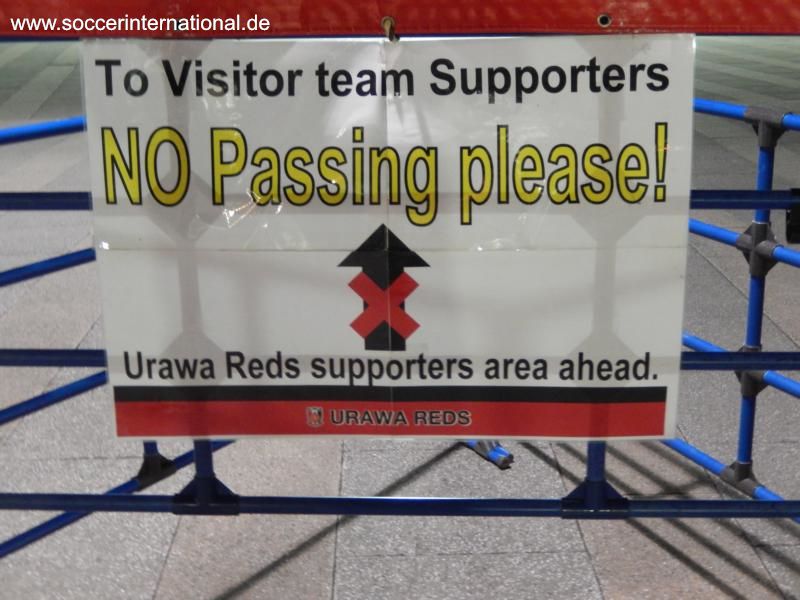 www.soccerinternational.de
To Visitor team Supporters
NO Passing please!
Urawa Reds supporters area ahead.
URAWA REDS